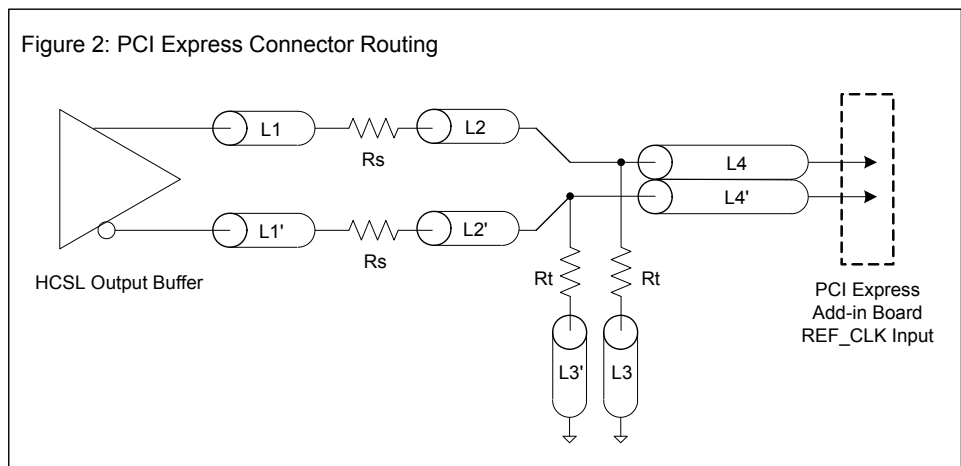 Figure 2: PCI Express Connector Routing
L1
Rs
L2
L4
L4'
L1'
Rs
L2'
HCSL Output Buffer
Rt
Rt
L3'
L3
PCI Express
Add-in Board
REF_CLK Input